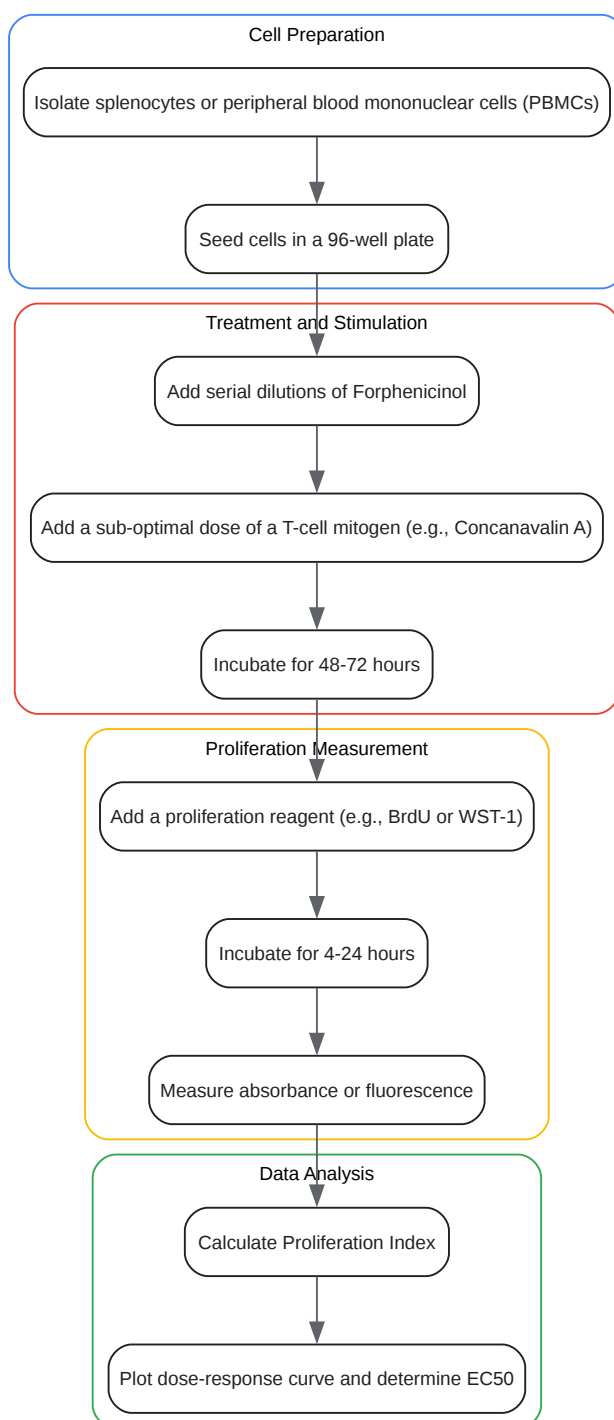 Cell Preparation
Isolate splenocytes or peripheral blood mononuclear cells (PBMCs)
Seed cells in a 96-well plate
Treatment and Stimulation
Add serial dilutions of Forphenicinol
Add a sub-optimal dose of a T-cell mitogen (e.g., Concanavalin A)
Incubate for 48-72 hours
Proliferation Measurement
Add a proliferation reagent (e.g., BrdU or WST-1)
Incubate for 4-24 hours
Measure absorbance or fluorescence
Data Analysis
Calculate Proliferation Index
Plot dose-response curve and determine EC50